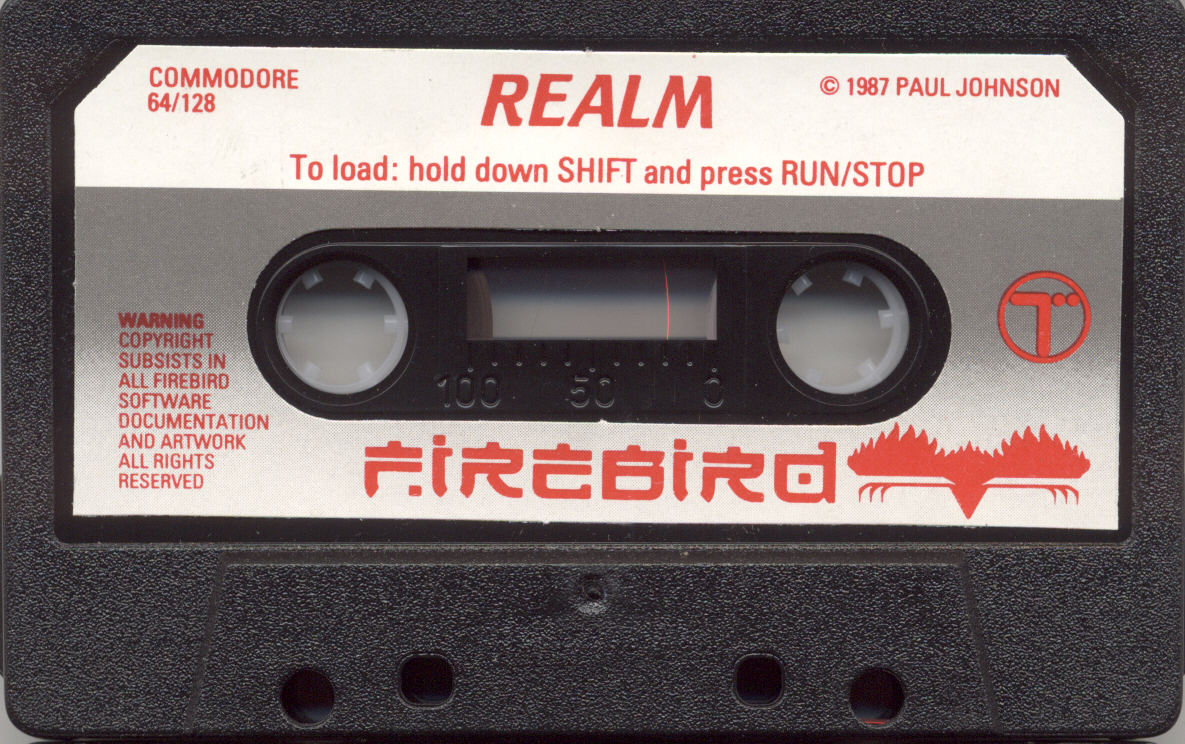 COMMODORE
64/128
REALM
© 1987 PAUL JOHNSON
To load: hold down SHIFT and press RUN/STOP
WARNING
COPYRIGHT
SUBSISTS IN
ALL FIREBIRD
SOFTWARE
DOCUMENTATION
AND ARTWORK
ALL RIGHTS
RESERVED
100 50 0
T
FIREBIRD